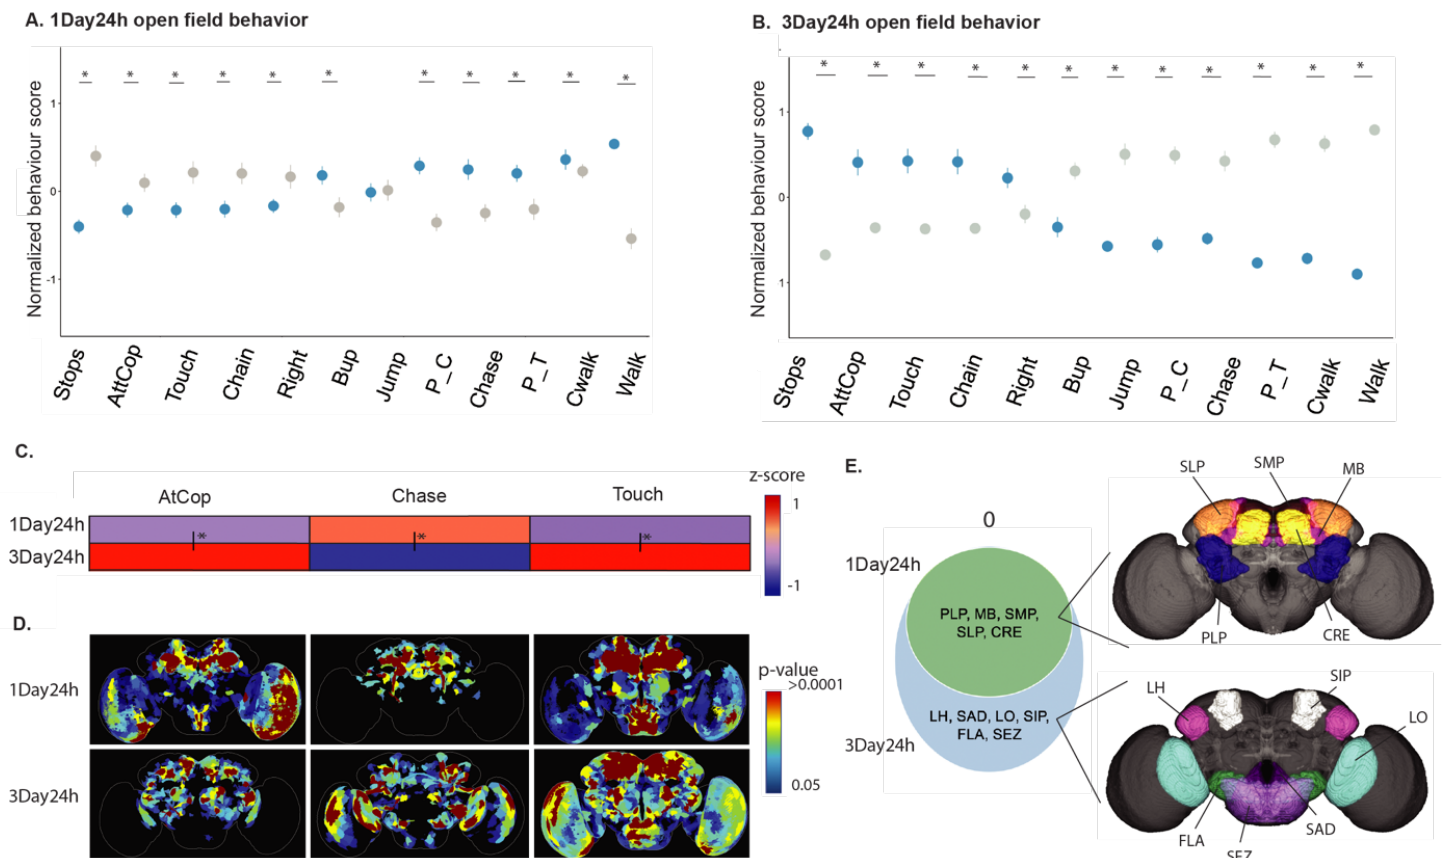 A. 1Day24h open field behavior
Normalized behaviour score
* * * * * * * * * * *
1
0
-1
Stops AttCop Touch Chain Right Bup Jump P_C Chase P_T Cwalk Walk
B. 3Day24h open field behavior
Normalized behaviour score
* * * * * * * * * * * *
1
0
1
Stops AttCop Touch Chain Right Bup Jump P_C Chase P_T Cwalk Walk
C.
AtCop Chase Touch
1Day24h
* * *
3Day24h
z-score
1
-1
D.
1Day24h
3Day24h
p-value
>0.0001
0.05
E.
0
1Day24h
PLP, MB, SMP,
SLP, CRE
LH, SAD, LO, SIP,
FLA, SEZ
3Day24h
SLP SMP MB
PLP CRE
LH SIP LO
FLA SAD
SEZ